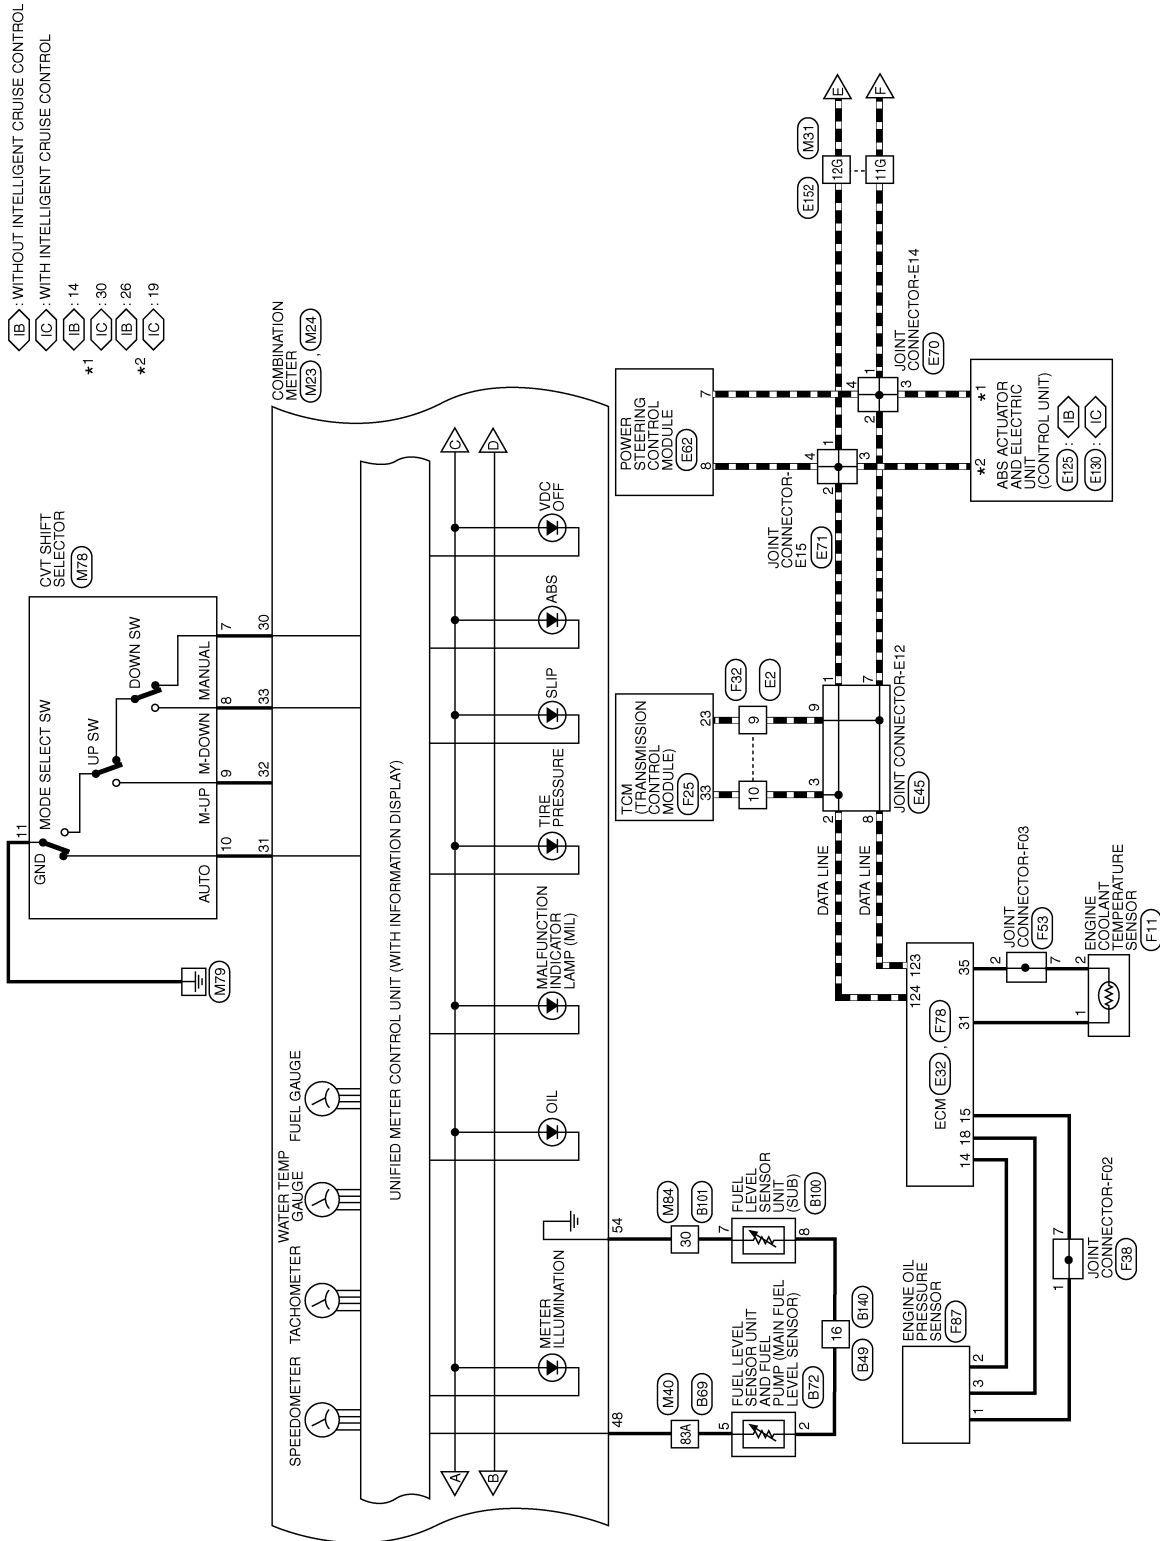 IB : WITHOUT INTELLIGENT CRUISE CONTROL
IC : WITH INTELLIGENT CRUISE CONTROL
*1 IB : 14
IC : 30
*2 IB : 26
IC : 19
CVT SHIFT
SELECTOR
M78
M79
11
GND
MODE SELECT SW
UP SW
DOWN SW
AUTO
M-UP
M-DOWN
MANUAL
10
9
8
7
31
32
33
30
COMBINATION
METER
M23 , M24
SPEEDOMETER
TACHOMETER
WATER TEMP
GAUGE
FUEL GAUGE
UNIFIED METER CONTROL UNIT (WITH INFORMATION DISPLAY)
A
B
C
D
METER
ILLUMINATION
OIL
MALFUNCTION
INDICATOR
LAMP (MIL)
TIRE
PRESSURE
SLIP
ABS
VDC
OFF
48
54
83A
M40
B69
30
M84
B101
5
2
FUEL LEVEL
SENSOR UNIT
AND FUEL
PUMP (MAIN FUEL
LEVEL SENSOR)
B72
7
8
FUEL
LEVEL
SENSOR
UNIT
(SUB)
B100
16
B49
B140
TCM
(TRANSMISSION
CONTROL
MODULE)
F25
33
23
10
9
F32
E2
3
9
2
8
1
7
JOINT CONNECTOR-E12
E45
DATA LINE
DATA LINE
POWER
STEERING
CONTROL
MODULE
E62
8
7
JOINT
CONNECTOR-
E15
E71
4
1
2
3
JOINT
CONNECTOR-E14
E70
4
1
2
3
*2
*1
ABS ACTUATOR
AND ELECTRIC
UNIT
(CONTROL UNIT)
E125 : IB
E130 : IC
E152
M31
12G
11G
E
F
ENGINE OIL
PRESSURE
SENSOR
F87
1
3
2
JOINT
CONNECTOR-F02
F38
1
7
ECM E32 , F78
124
123
14
18
15
31
35
JOINT
CONNECTOR-F03
F53
2
7
ENGINE
COOLANT
TEMPERATURE
SENSOR
F11
1
2